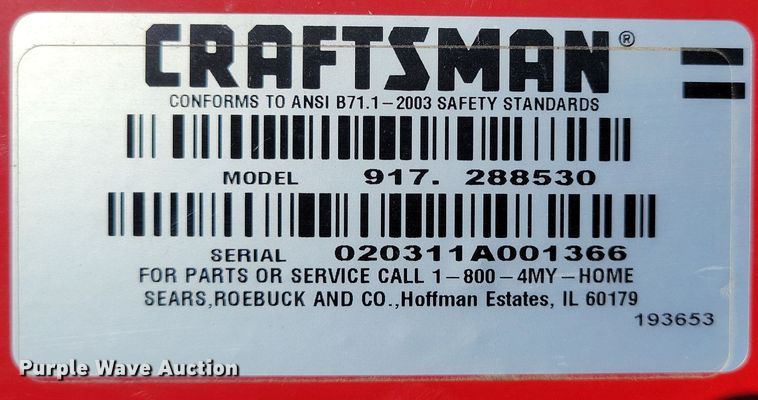 CRAFTSMAN®
CONFORMS TO ANSI B71.1-2003 SAFETY STANDARDS
MODEL 917. 288530
SERIAL 020311A001366
FOR PARTS OR SERVICE CALL 1-800-4MY-HOME
SEARS,ROEBUCK AND CO.,Hoffman Estates, IL 60179
193653
Purple Wave Auction